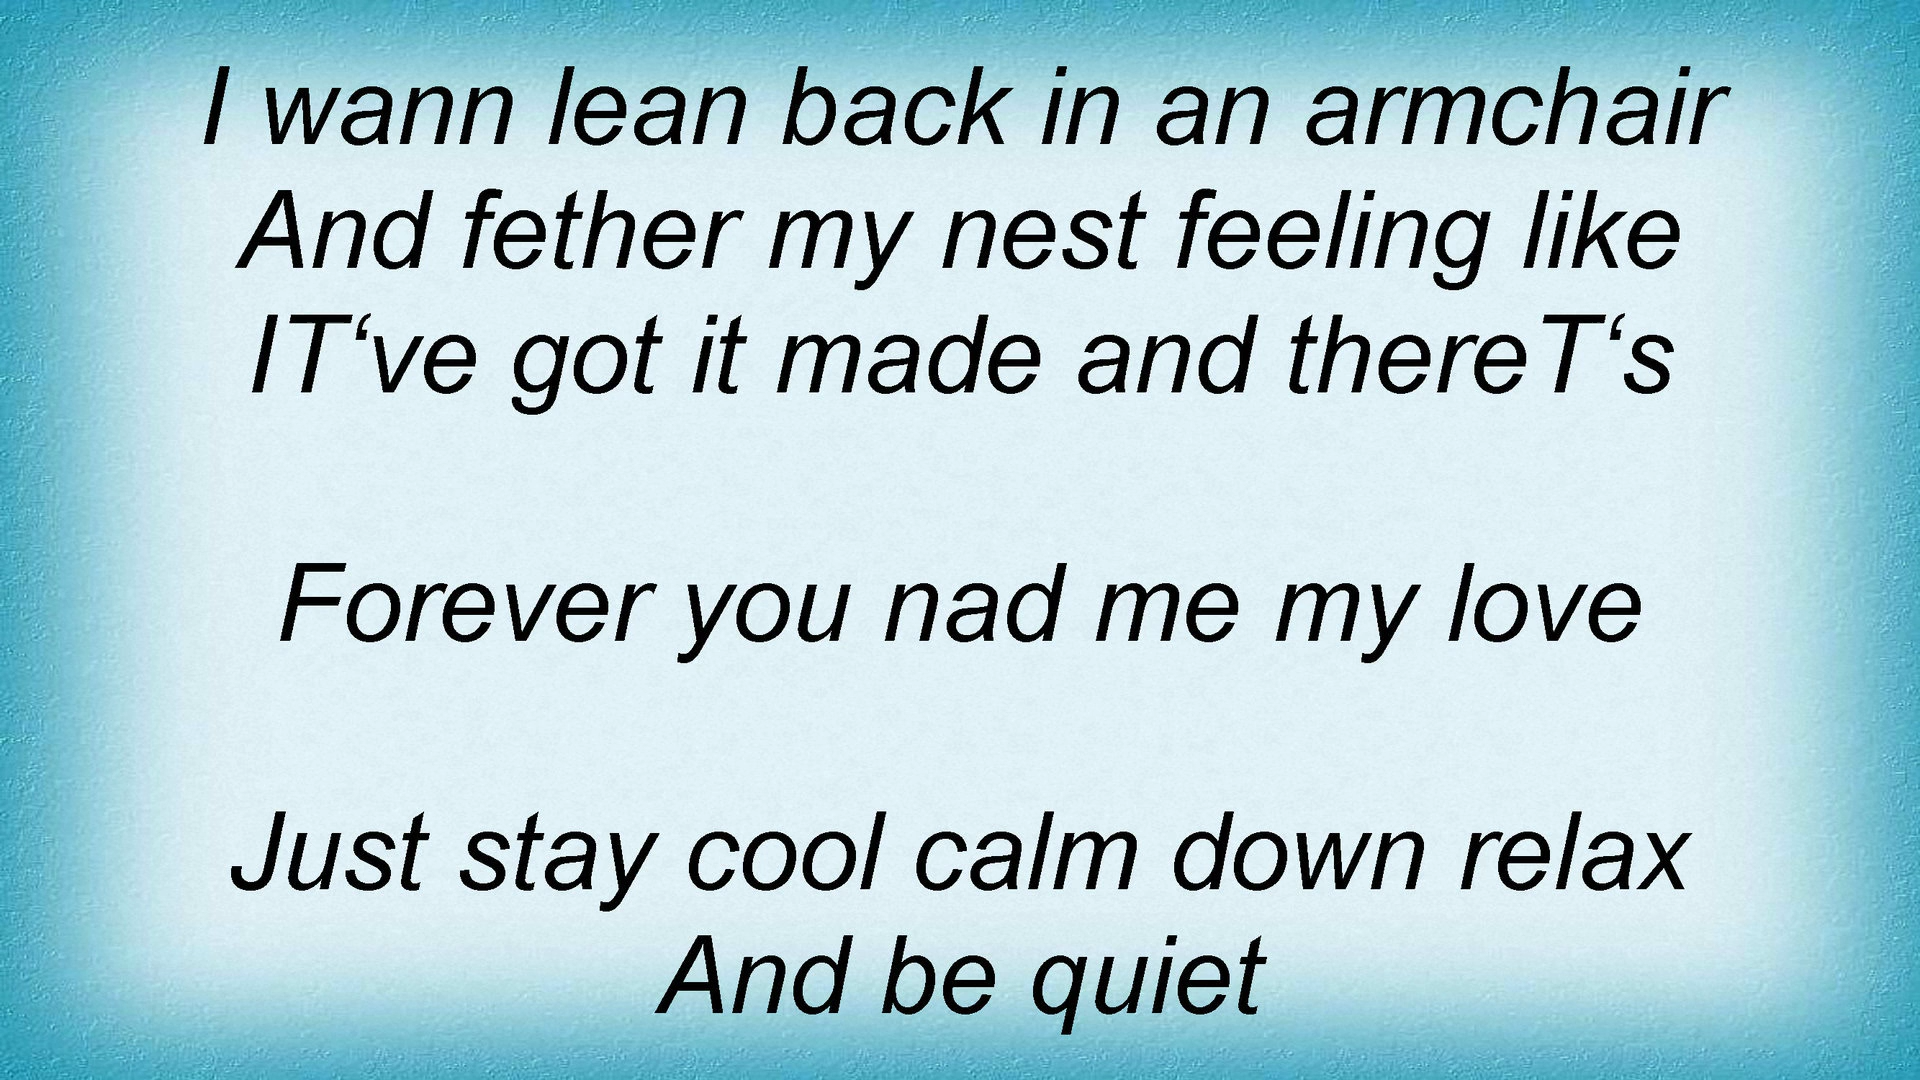 I wann lean back in an armchair
And fether my nest feeling like
IT‘ve got it made and thereT‘s
Forever you nad me my love
Just stay cool calm down relax
And be quiet